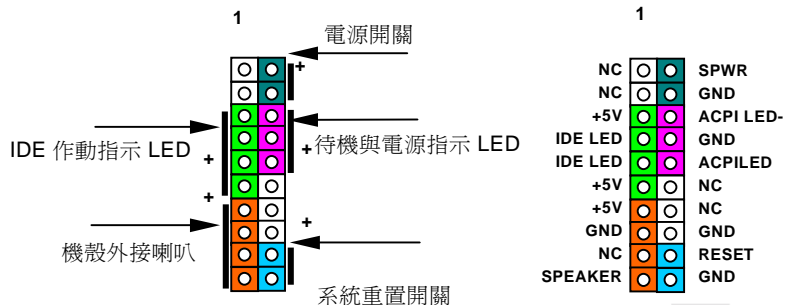 1
電源開關
+
IDE 作動指示 LED
待機與電源指示 LED
+
+
+
+
機殼外接喇叭
系統重置開關
1
NC SPWR
NC GND
+5V ACPI LED-
IDE LED GND
IDE LED ACPILED
+5V NC
+5V NC
GND GND
NC RESET
SPEAKER GND